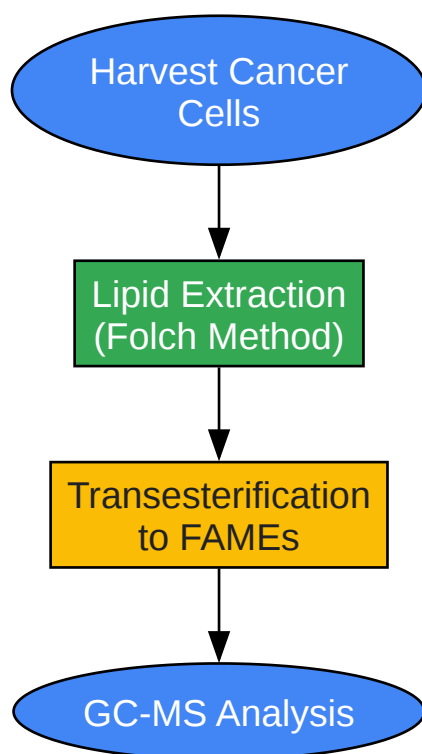 Harvest Cancer
Cells
Lipid Extraction
(Folch Method)
Transesterification
to FAMEs
GC-MS Analysis